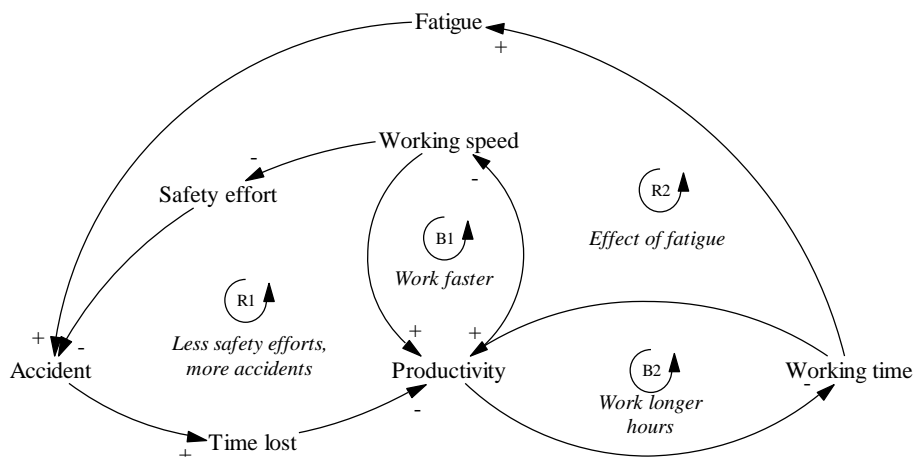 Fatigue
+
Working speed
-
-
Safety effort
R2
Effect of fatigue
B1
Work faster
R1
Less safety efforts,
more accidents
+
-
+
+
Accident
Productivity
B2
Working time
-
-
Work longer
hours
Time lost
+